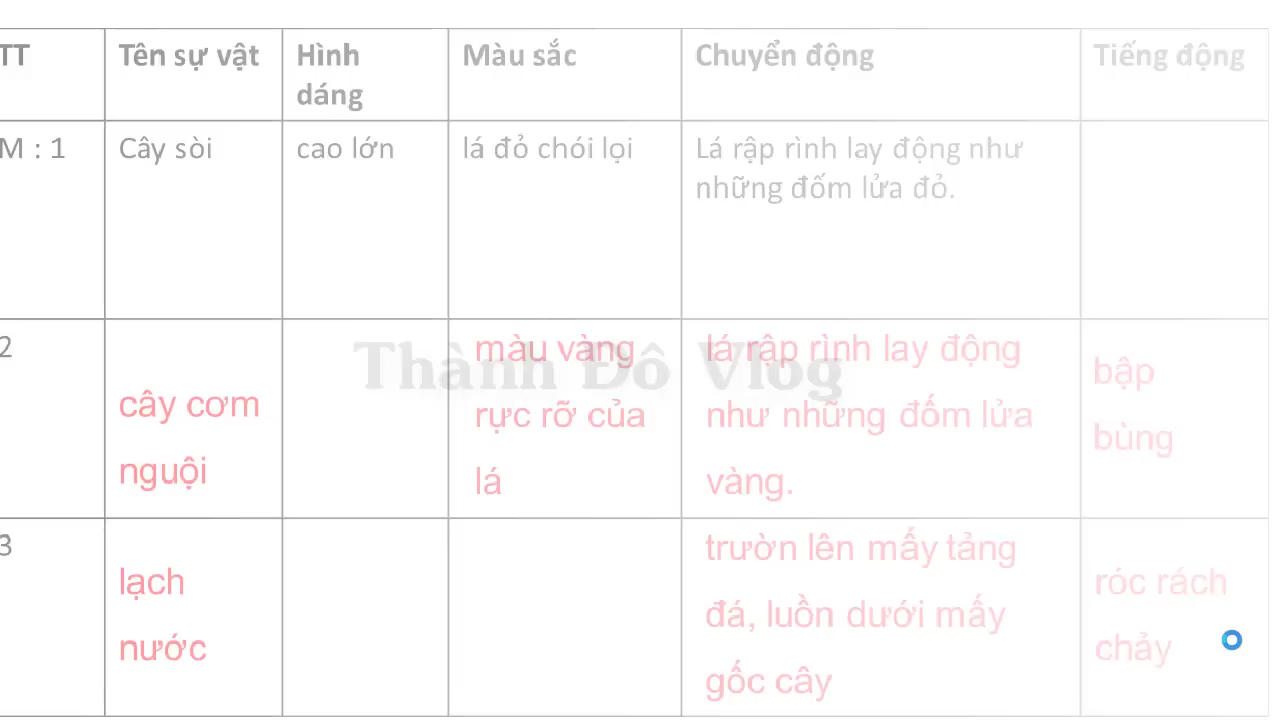 TT Tên sự vật Hình dáng Màu sắc Chuyển động Tiếng động
M : 1 Cây sòi cao lớn lá đỏ chói lọi Lá rập rình lay động như
những đốm lửa đỏ.
Thành Đô Vlog
2 cây cơm
nguội
màu vàng
rực rỡ của
lá
lá rập rình lay động
như những đốm lửa
vàng.
bập
bùng
3 lạch
nước
trườn lên mấy tảng
đá, luồn dưới mấy
gốc cây
róc rách
chảy